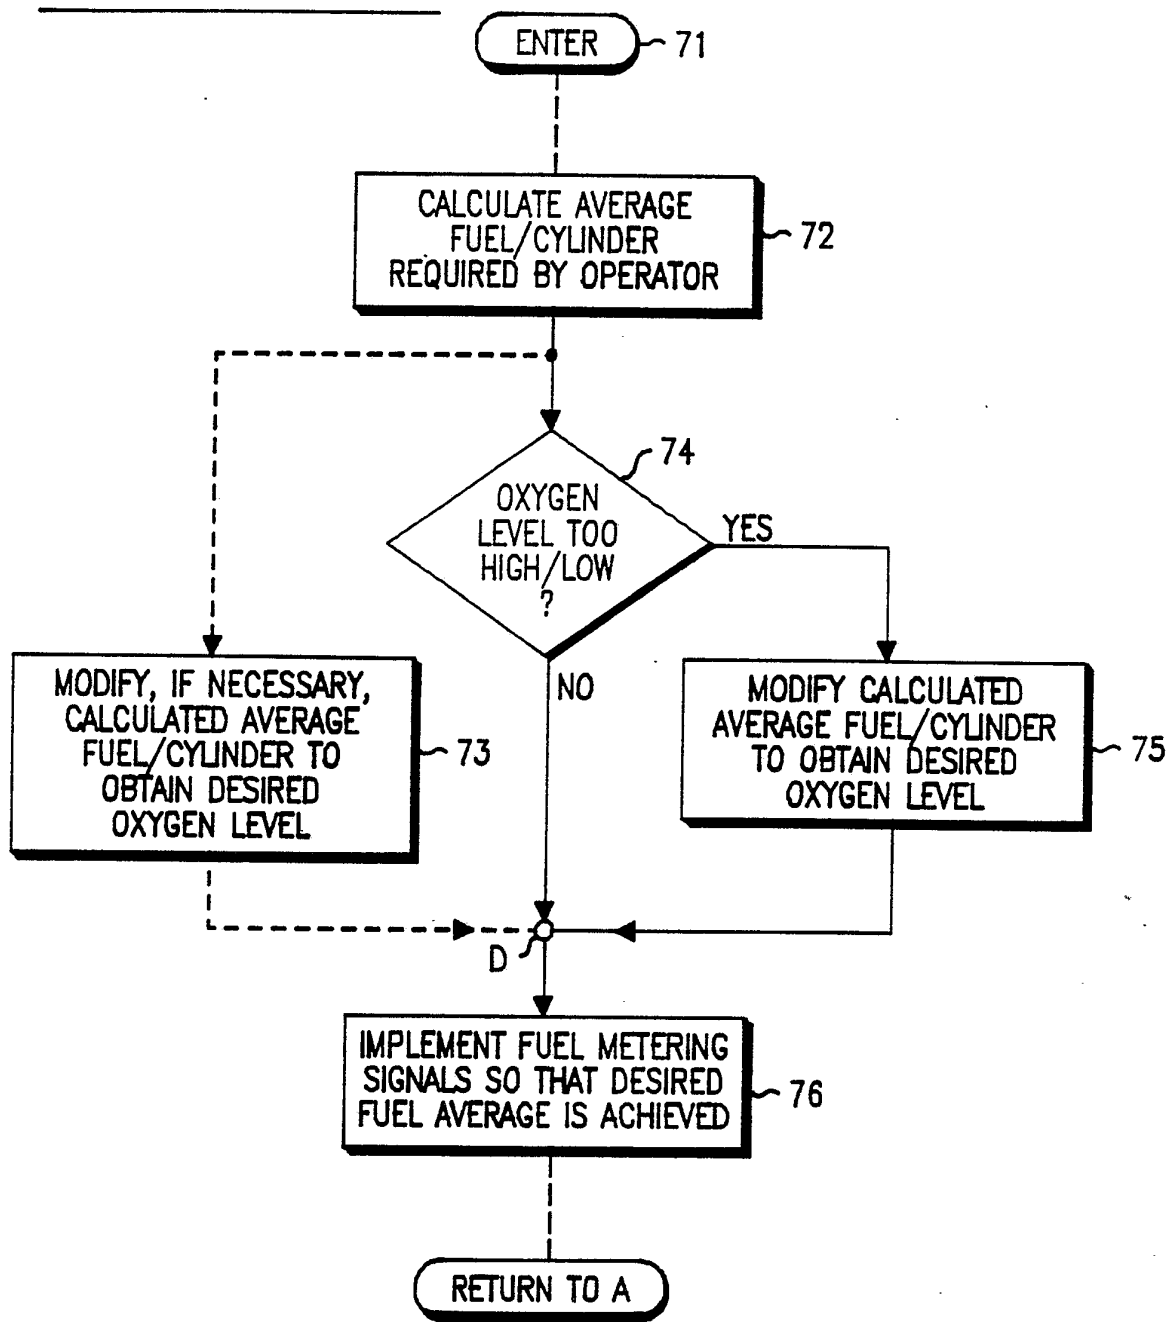 ENTER
71
CALCULATE AVERAGE
FUEL/CYLINDER
REQUIRED BY OPERATOR
72
74
OXYGEN
LEVEL TOO
HIGH/LOW
?
YES
NO
MODIFY, IF NECESSARY,
CALCULATED AVERAGE
FUEL/CYLINDER TO
OBTAIN DESIRED
OXYGEN LEVEL
73
MODIFY CALCULATED
AVERAGE FUEL/CYLINDER
TO OBTAIN DESIRED
OXYGEN LEVEL
75
D
IMPLEMENT FUEL METERING
SIGNALS SO THAT DESIRED
FUEL AVERAGE IS ACHIEVED
76
RETURN TO A